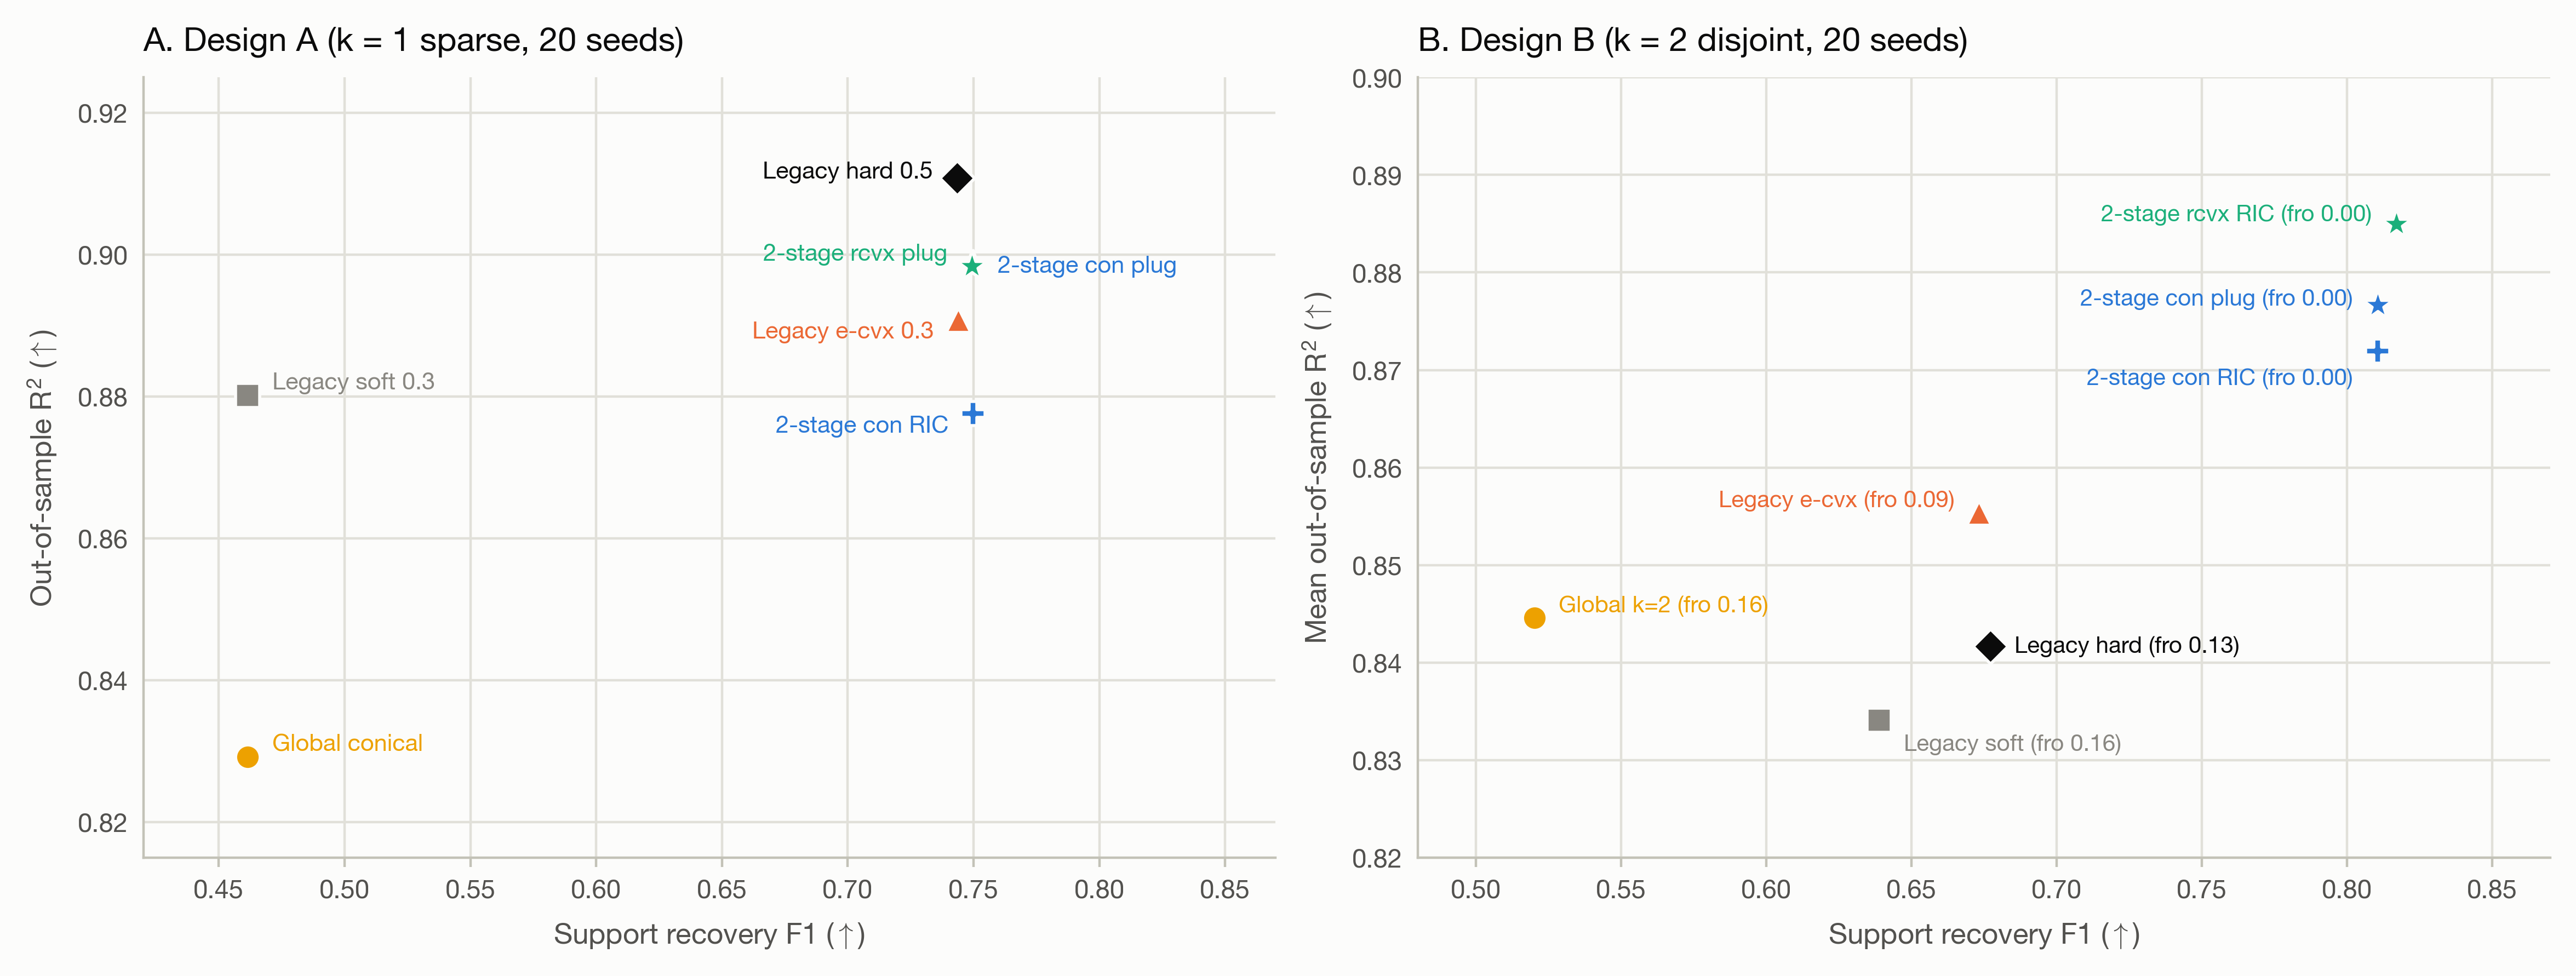 A. Design A (k = 1 sparse, 20 seeds)
Out-of-sample R² (↑)
0.92
0.90
0.88
0.86
0.84
0.82
Legacy hard 0.5
2-stage rcvx plug
2-stage con plug
Legacy e-cvx 0.3
Legacy soft 0.3
2-stage con RIC
Global conical
0.45 0.50 0.55 0.60 0.65 0.70 0.75 0.80 0.85
Support recovery F1 (↑)
B. Design B (k = 2 disjoint, 20 seeds)
Mean out-of-sample R² (↑)
0.90
0.89
0.88
0.87
0.86
0.85
0.84
0.83
0.82
2-stage rcvx RIC (fro 0.00)
2-stage con plug (fro 0.00)
2-stage con RIC (fro 0.00)
Legacy e-cvx (fro 0.09)
Global k=2 (fro 0.16)
Legacy hard (fro 0.13)
Legacy soft (fro 0.16)
0.50 0.55 0.60 0.65 0.70 0.75 0.80 0.85
Support recovery F1 (↑)